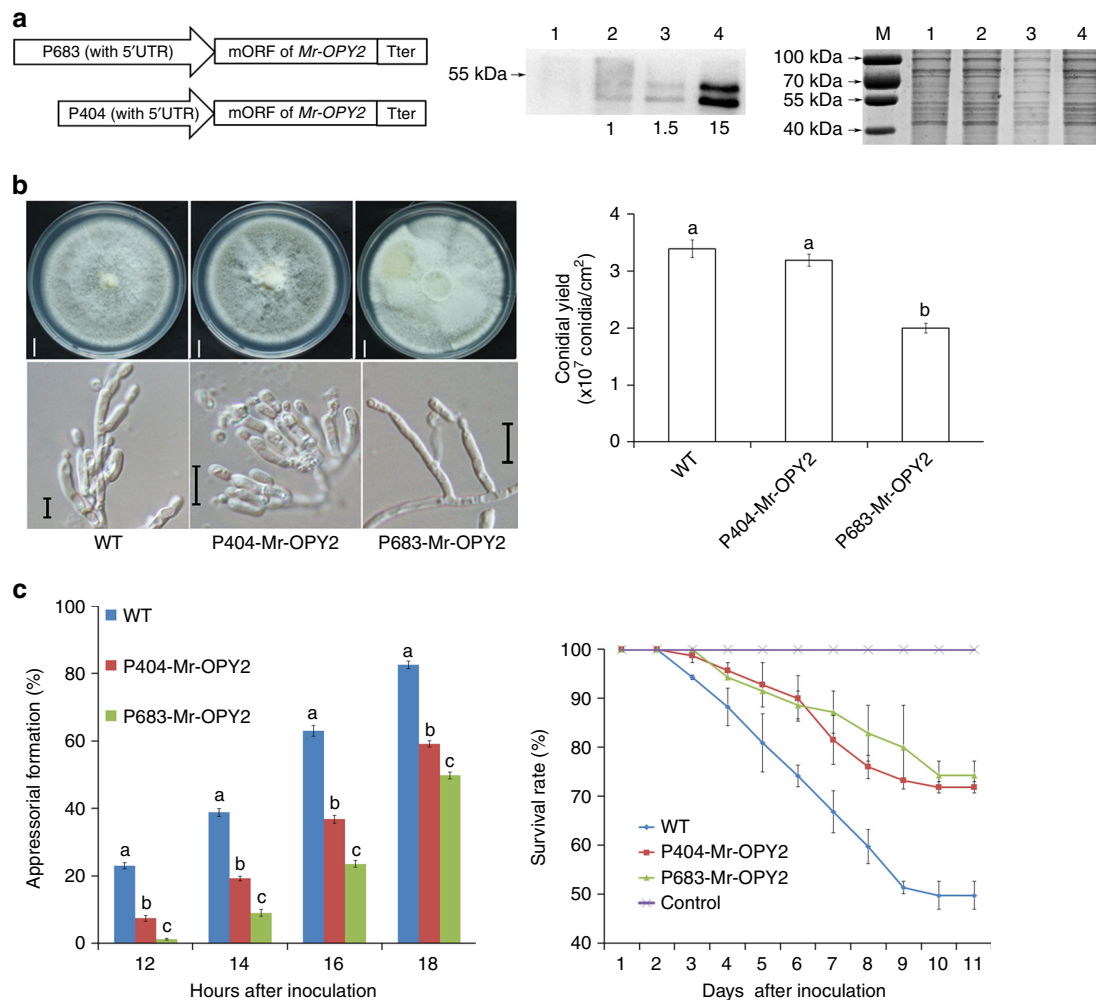 a
P683 (with 5′UTR) mORF of Mr-OPY2 Tter
P404 (with 5′UTR) mORF of Mr-OPY2 Tter
1 2 3 4
55 kDa
1 1.5 15
M 1 2 3 4
100 kDa
70 kDa
55 kDa
40 kDa
b
WT P404-Mr-OPY2 P683-Mr-OPY2
Conidial yield
(x10⁷ conidia/cm²)
4
3
2
1
0
a a b
WT P404-Mr-OPY2 P683-Mr-OPY2
c
Appressorial formation (%)
100
80
60
40
20
0
WT
P404-Mr-OPY2
P683-Mr-OPY2
a b c
a b c
a b c
a b c
12 14 16 18
Hours after inoculation
Survival rate (%)
100
90
80
70
60
50
40
WT
P404-Mr-OPY2
P683-Mr-OPY2
Control
1 2 3 4 5 6 7 8 9 10 11
Days after inoculation